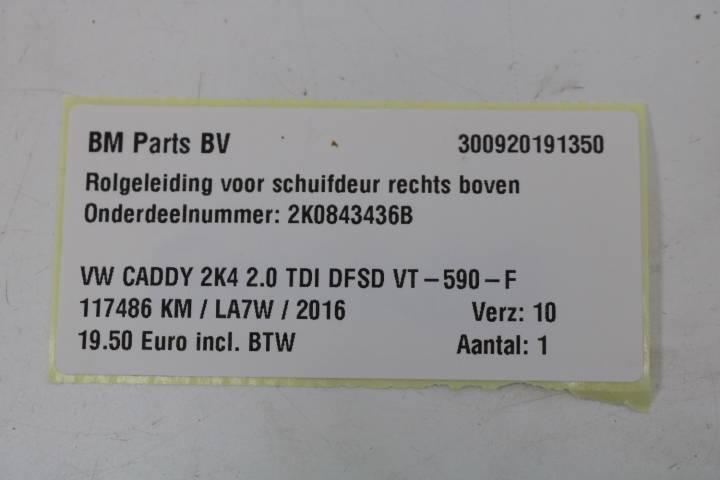 BM Parts BV 300920191350
Rolgeleiding voor schuifdeur rechts boven
Onderdeelnummer: 2K0843436B
VW CADDY 2K4 2.0 TDI DFSD VT-590-F
117486 KM / LA7W / 2016 Verz: 10
19.50 Euro incl. BTW Aantal: 1